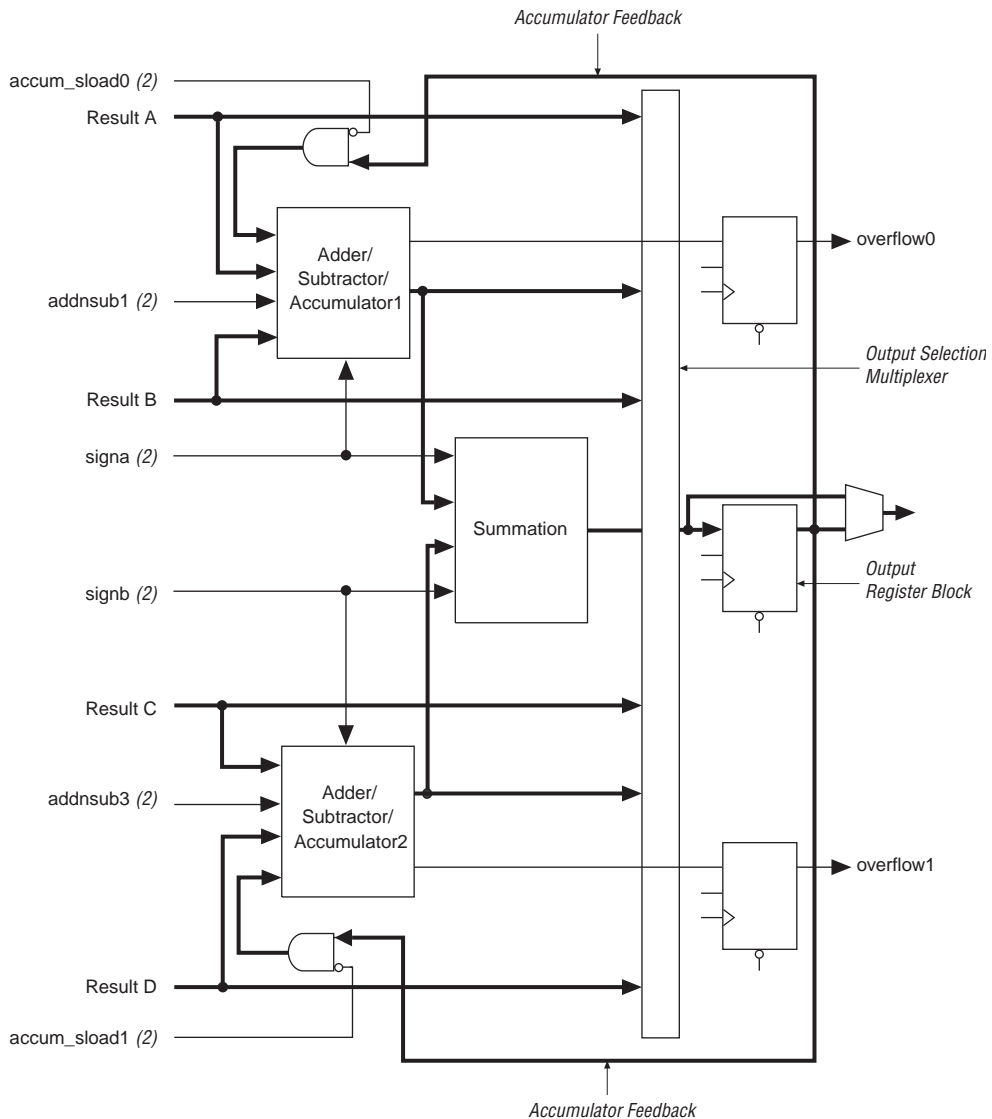 Accumulator Feedback
accum_sload0 (2)
Result A
overflow0
Adder/
Subtractor/
Accumulator1
addnsub1 (2)
Output Selection
Multiplexer
Result B
signa (2)
Summation
Output
Register Block
signb (2)
Result C
Adder/
Subtractor/
Accumulator2
addnsub3 (2)
overflow1
Result D
accum_sload1 (2)
Accumulator Feedback